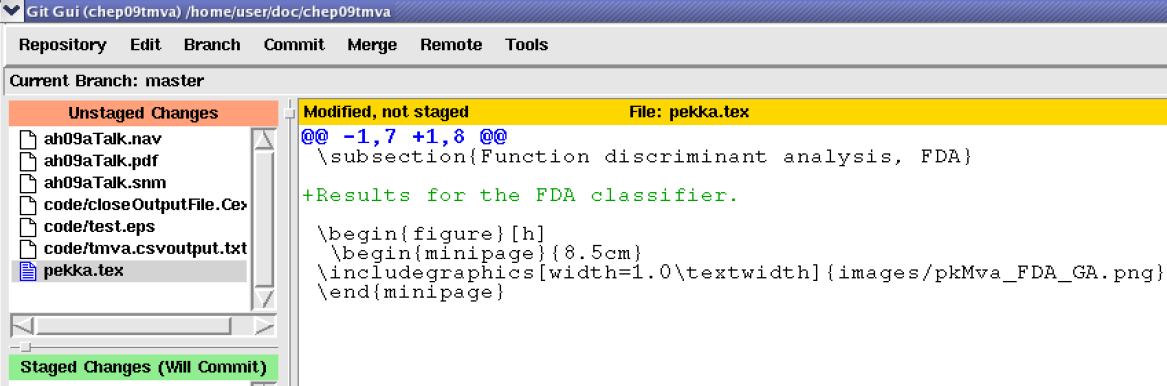 Git Gui (chep09tmva) /home/user/doc/chep09tmva
Repository Edit Branch Commit Merge Remote Tools
Current Branch: master
Unstaged Changes
ah09aTalk.nav
ah09aTalk.pdf
ah09aTalk.snm
code/closeOutputFile.Cex
code/test.eps
code/tmva.csvoutput.txt
pekka.tex
Staged Changes (Will Commit)
Modified, not staged File: pekka.tex
@@ -1,7 +1,8 @@
\subsection{Function discriminant analysis, FDA}
+Results for the FDA classifier.
\begin{figure}[h]
\begin{minipage}{8.5cm}
\includegraphics[width=1.0\textwidth]{images/pkMva_FDA_GA.png}
\end{minipage}